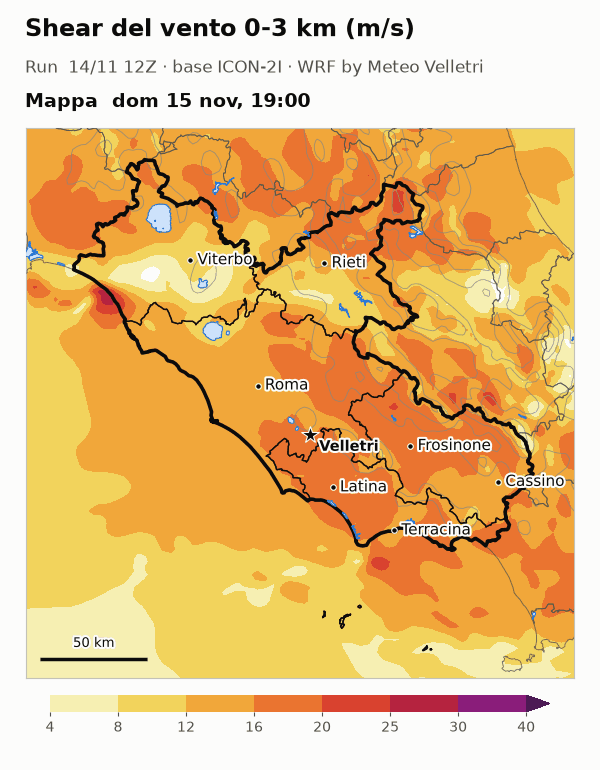 Shear del vento 0-3 km (m/s)
Run  14/11 12Z · base ICON-2I · WRF by Meteo Velletri
Mappa  dom 15 nov, 19:00
Viterbo
Rieti
Roma
Velletri
Frosinone
Cassino
Latina
Terracina
50 km
4 8 12 16 20 25 30 40